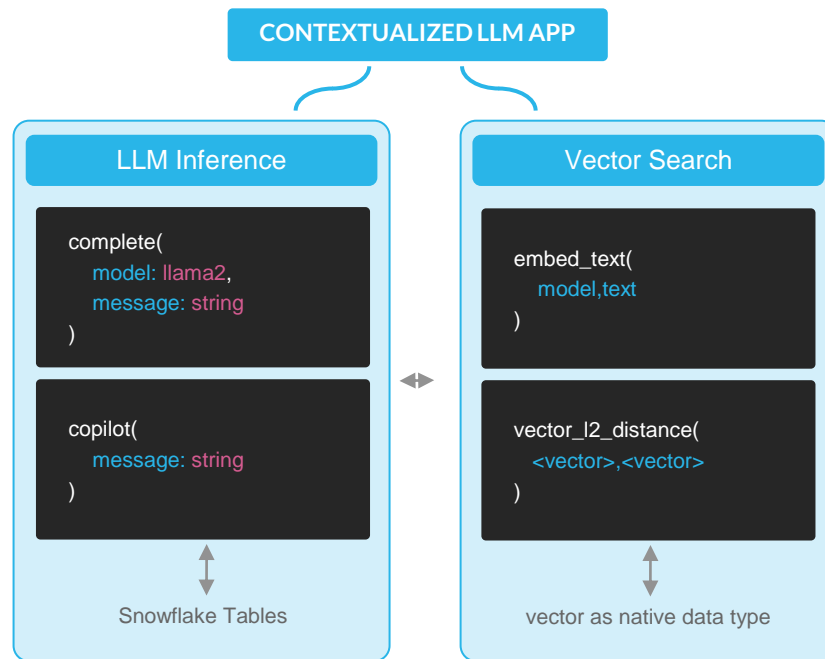 CONTEXTUALIZED LLM APP
LLM Inference
complete(
model: llama2,
message: string
)
copilot(
message: string
)
Snowflake Tables
Vector Search
embed_text(
model,text
)
vector_l2_distance(
<vector>,<vector>
)
vector as native data type